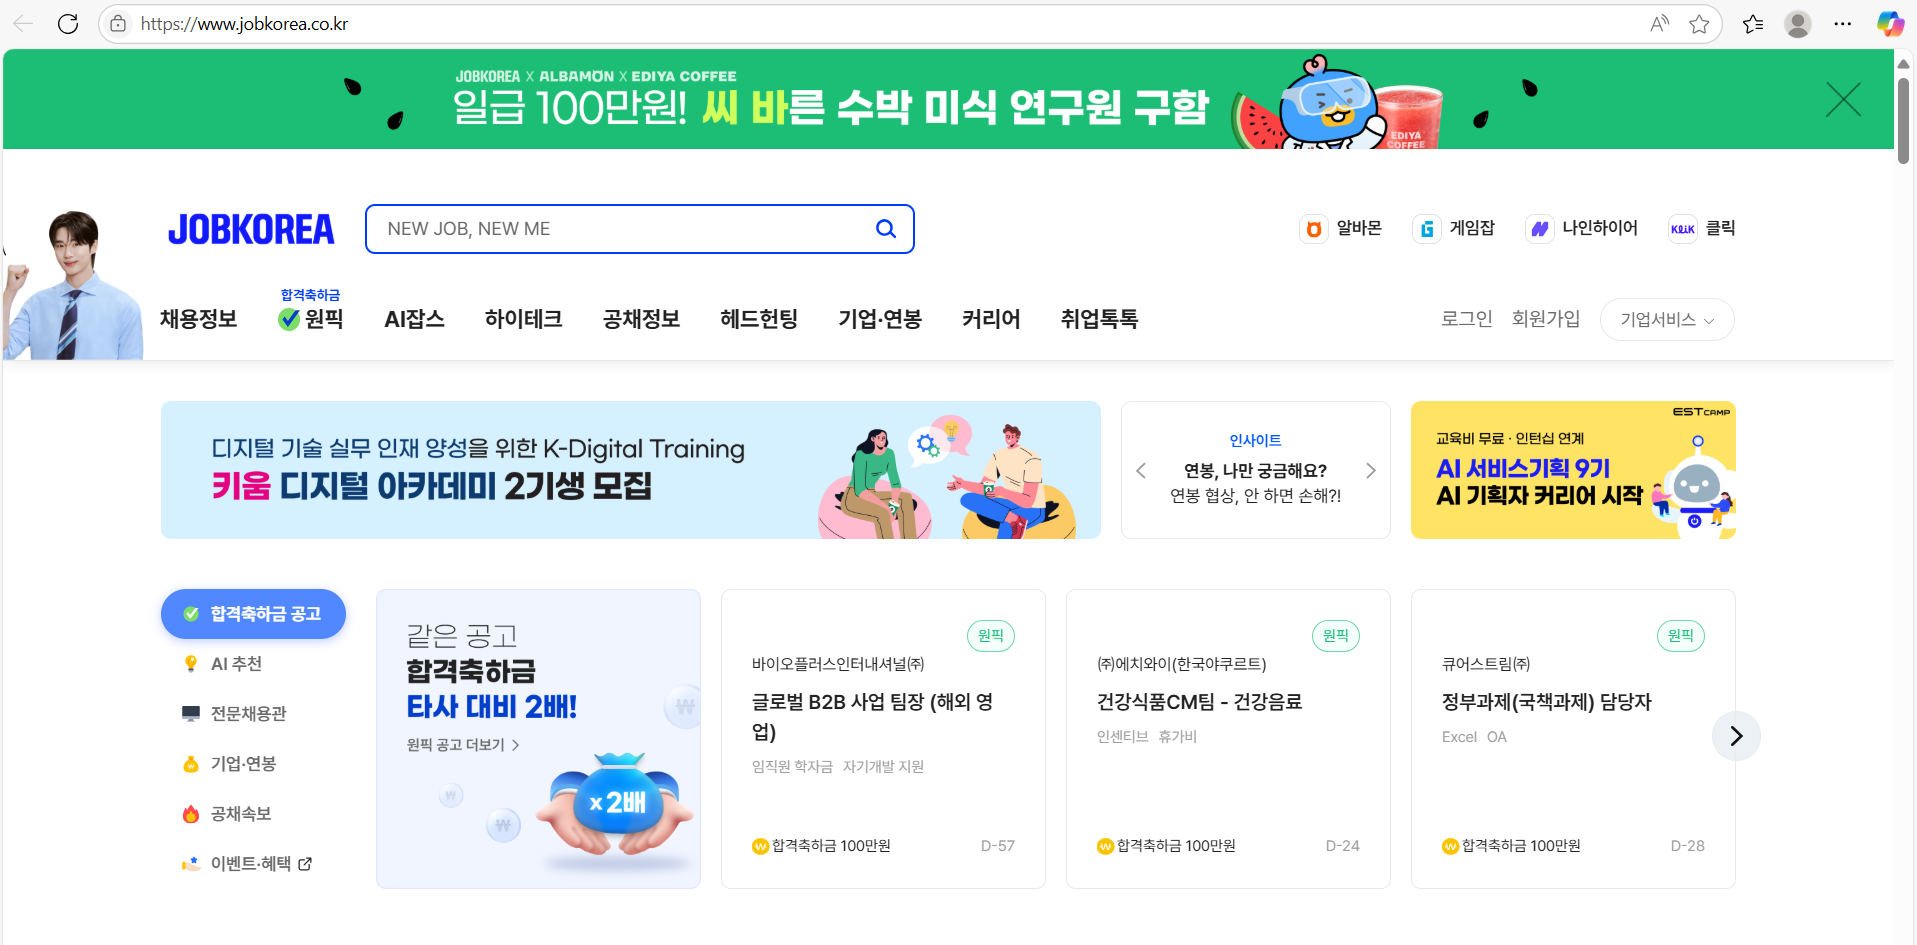 https://www.jobkorea.co.kr
JOBKOREA X ALBAMON X EDIYA COFFEE
일급 100만원! 씨 바른 수박 미식 연구원 구함
EDIYA
COFFEE
JOBKOREA
NEW JOB, NEW ME
알바몬
게임잡
나인하이어
KLiK 클릭
합격축하금
채용정보
원픽
AI잡스
하이테크
공채정보
헤드헌팅
기업·연봉
커리어
취업톡톡
로그인
회원가입
기업서비스
디지털 기술 실무 인재 양성을 위한 K-Digital Training
키움 디지털 아카데미 2기생 모집
인사이트
연봉, 나만 궁금해요?
연봉 협상, 안 하면 손해?!
ESTCAMP
교육비 무료 · 인턴십 연계
AI 서비스기획 9기
AI 기획자 커리어 시작
합격축하금 공고
AI 추천
전문채용관
기업·연봉
공채속보
이벤트·혜택
같은 공고
합격축하금
타사 대비 2배!
원픽 공고 더보기
x2배
원픽
바이오플러스인터내셔널㈜
글로벌 B2B 사업 팀장 (해외 영
업)
임직원 학자금 자기개발 지원
합격축하금 100만원
D-57
원픽
㈜에치와이(한국야쿠르트)
건강식품CM팀 - 건강음료
인센티브 휴가비
합격축하금 100만원
D-24
원픽
큐어스트림㈜
정부과제(국책과제) 담당자
Excel OA
합격축하금 100만원
D-28